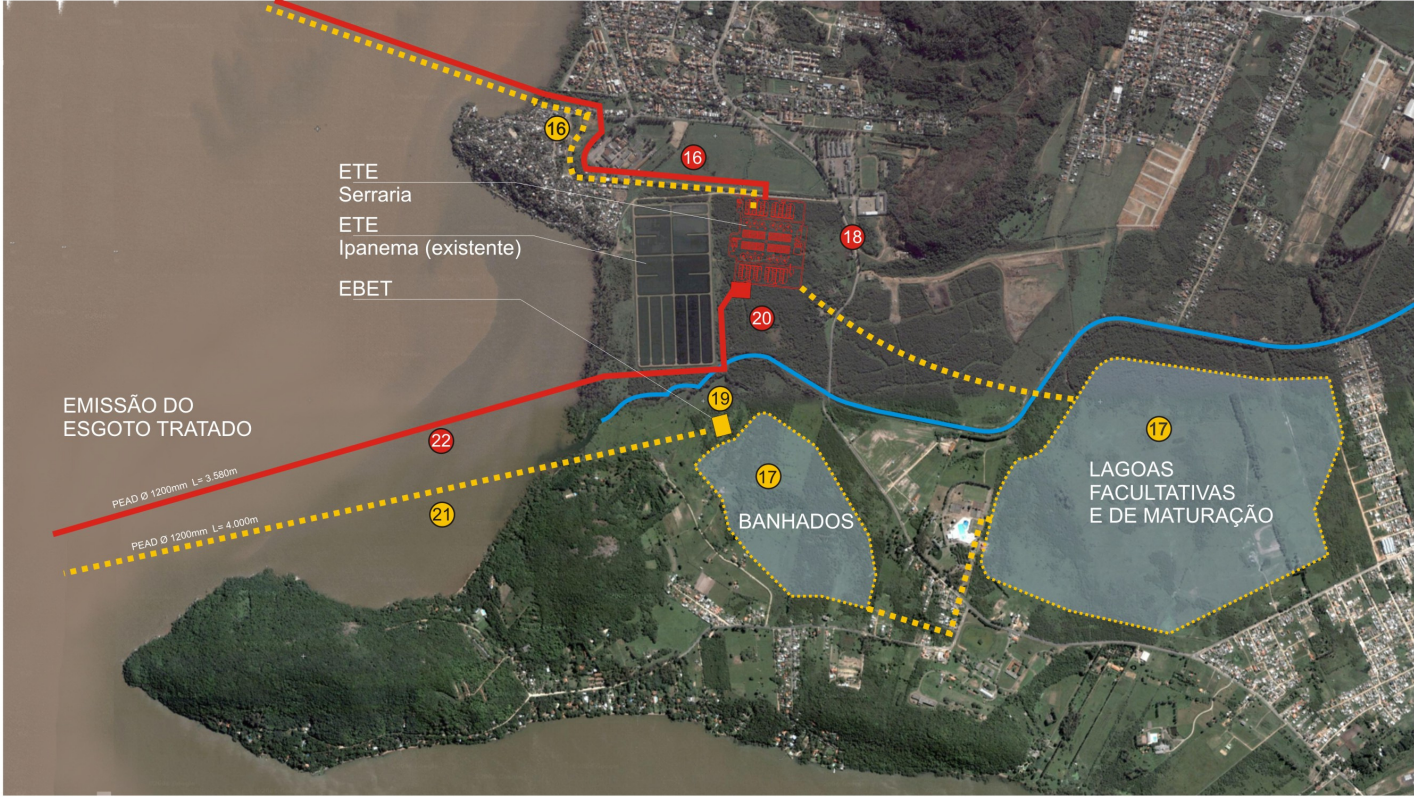 16
16
ETE
Serraria
ETE
Ipanema (existente)
EBET
18
20
19
EMISSÃO DO
ESGOTO TRATADO
22
PEAD Ø 1200mm L= 3.580m
21
PEAD Ø 1200mm L= 4.000m
17
BANHADOS
17
LAGOAS
FACULTATIVAS
E DE MATURAÇÃO